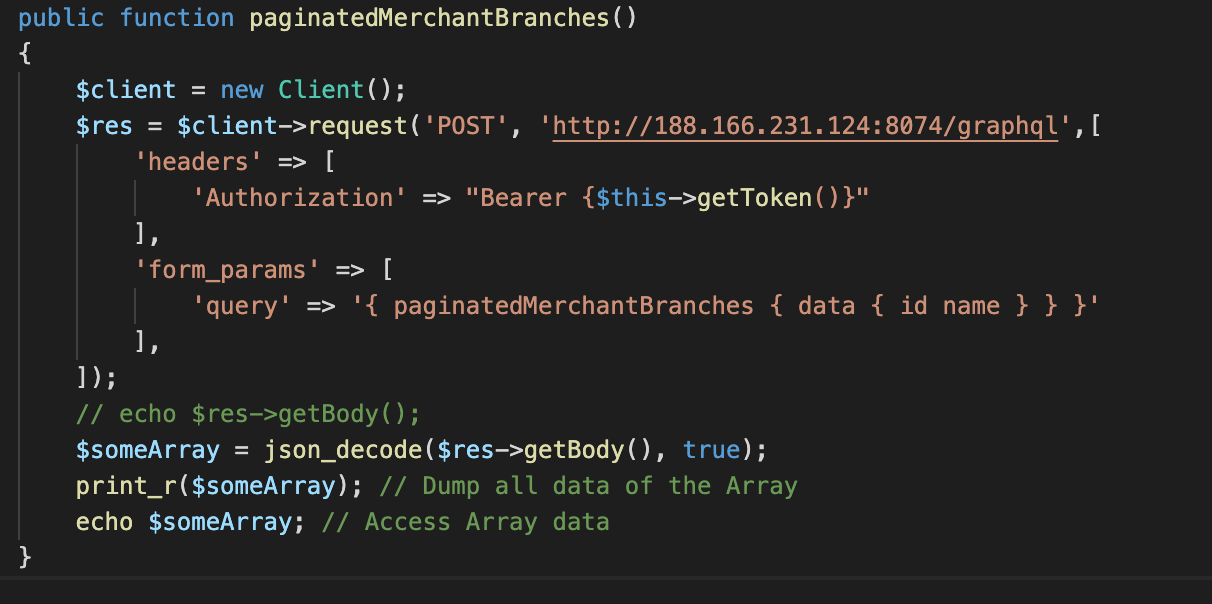 public function paginatedMerchantBranches()
{
    $client = new Client();
    $res = $client->request('POST', 'http://188.166.231.124:8074/graphql',[
        'headers' => [
            'Authorization' => "Bearer {$this->getToken()}"
        ],
        'form_params' => [
            'query' => '{ paginatedMerchantBranches { data { id name } } }'
        ],
    ]);
    // echo $res->getBody();
    $someArray = json_decode($res->getBody(), true);
    print_r($someArray); // Dump all data of the Array
    echo $someArray; // Access Array data
}